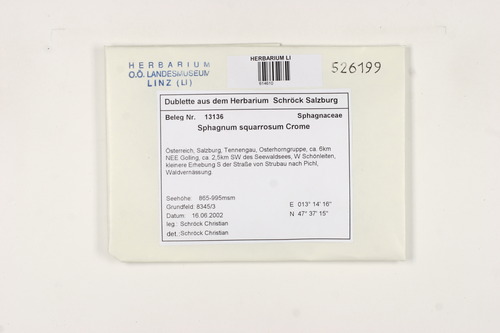 HERBARIUM
O.Ö. LANDESMUSEUM
LINZ (LI)
HERBARIUM LI
526199
Dublette aus dem Herbarium Schröck Salzburg
Beleg Nr. 13136 Sphagnaceae
Sphagnum squarrosum Crome
Österreich, Salzburg, Tennengau, Osterhorngruppe, ca. 6km
NEE Golling, ca. 2,5km SW des Seewaldsees, W Schönleiten,
kleinere Erhebung S der Straße von Strubau nach Pichl,
Waldvernässung
Seehöhe: 865-995msm E 013° 14' 16"
Grundfeld: 8345/3 N 47° 37' 15"
Datum: 16.06.2002
leg.: Schröck Christian
det.: Schröck Christian